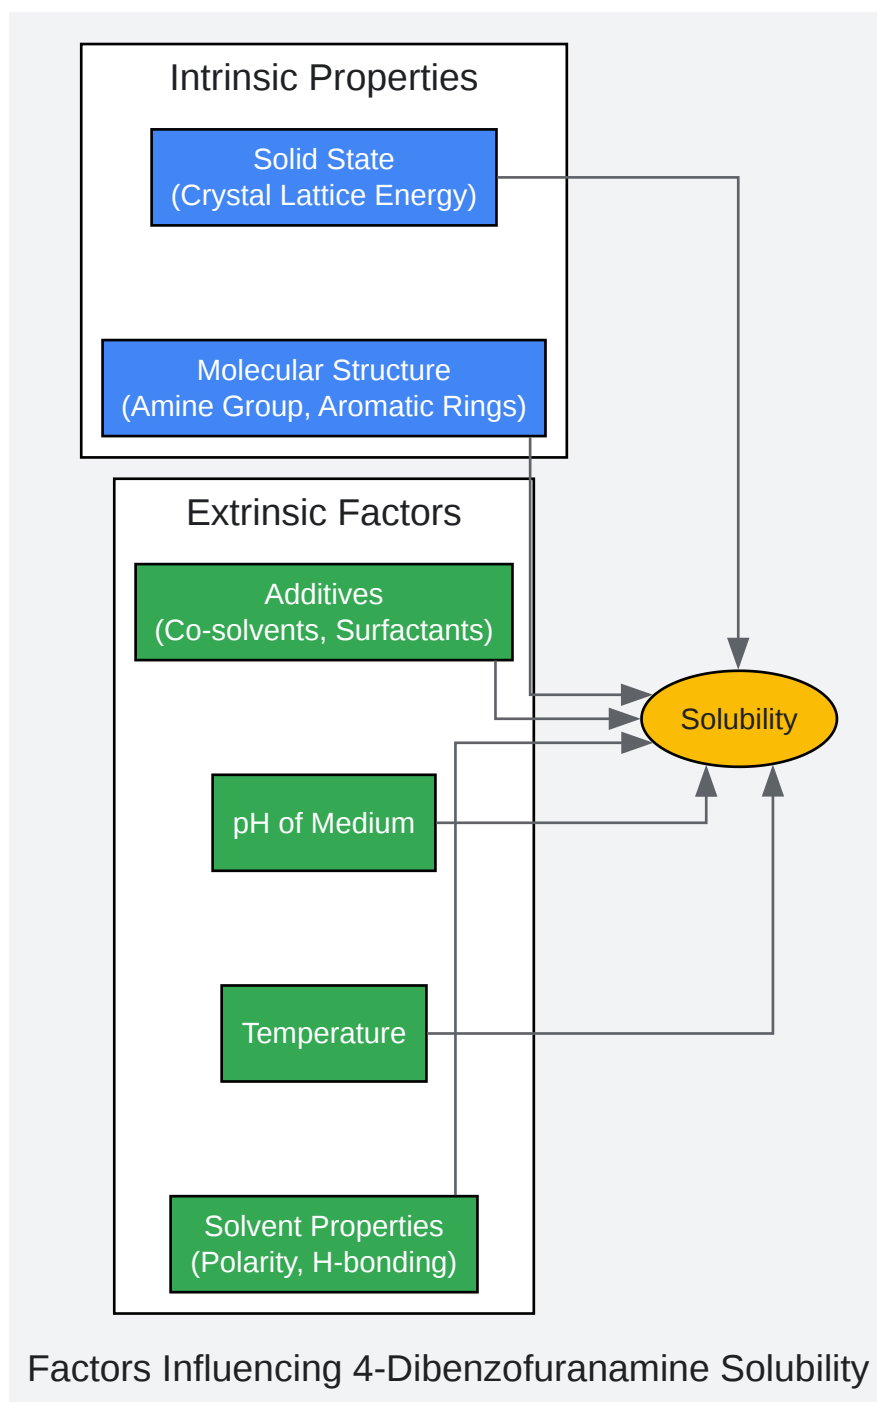 Intrinsic Properties
Solid State
(Crystal Lattice Energy)
Molecular Structure
(Amine Group, Aromatic Rings)
Extrinsic Factors
Additives
(Co-solvents, Surfactants)
Solubility
pH of Medium
Temperature
Solvent Properties
(Polarity, H-bonding)
Factors Influencing 4-Dibenzofuranamine Solubility